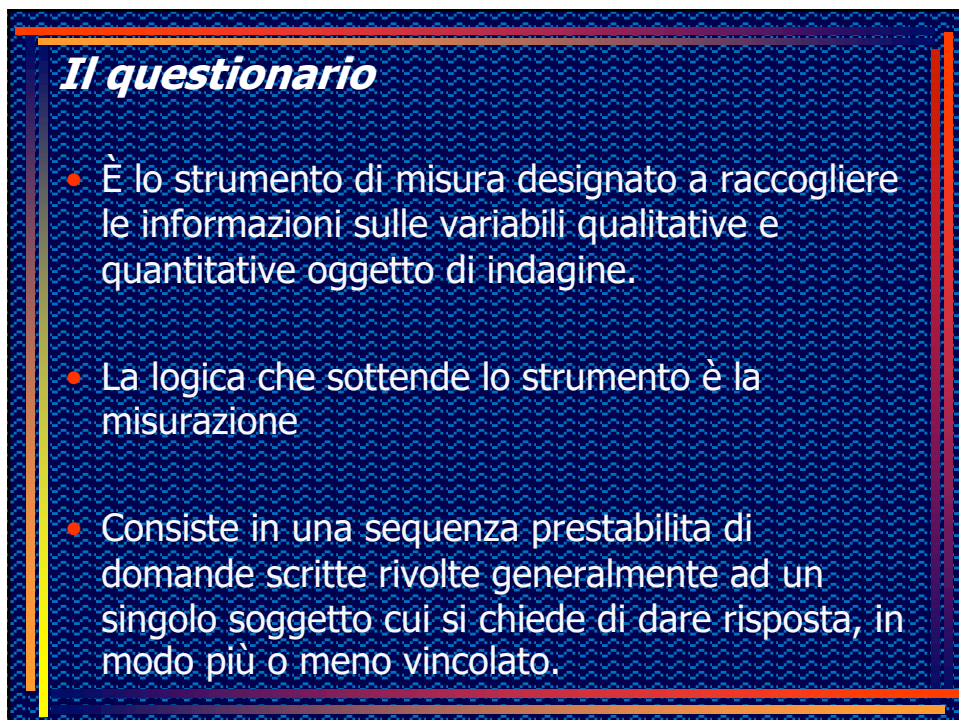 Il questionario
• È lo strumento di misura designato a raccogliere
le informazioni sulle variabili qualitative e
quantitative oggetto di indagine.
• La logica che sottende lo strumento è la
misurazione
• Consiste in una sequenza prestabilita di
domande scritte rivolte generalmente ad un
singolo soggetto cui si chiede di dare risposta, in
modo più o meno vincolato.